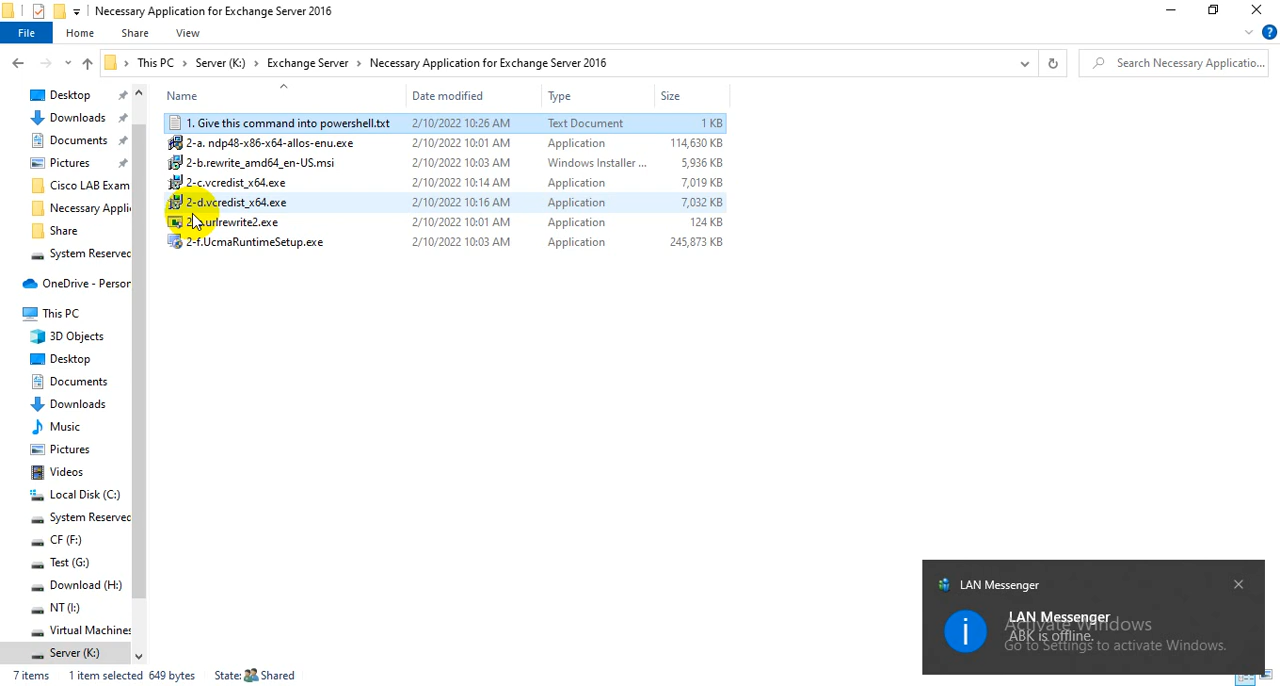 Necessary Application for Exchange Server 2016
File Home Share View
This PC Server (K:) Exchange Server Necessary Application for Exchange Server 2016 Search Necessary Applicatio...
Name Date modified Type Size
1. Give this command into powershell.txt 2/10/2022 10:26 AM Text Document 1 KB
2-a. ndp48-x86-x64-allos-enu.exe 2/10/2022 10:01 AM Application 114,630 KB
2-b.rewrite_amd64_en-US.msi 2/10/2022 10:03 AM Windows Installer ... 5,936 KB
2-c.vcredist_x64.exe 2/10/2022 10:14 AM Application 7,019 KB
2-d.vcredist_x64.exe 2/10/2022 10:16 AM Application 7,032 KB
urlrewrite2.exe 2/10/2022 10:01 AM Application 124 KB
2-f.UcmaRuntimeSetup.exe 2/10/2022 10:03 AM Application 245,873 KB
Desktop
Downloads
Documents
Pictures
Cisco LAB Exam
Necessary Appli
Share
System Reserved
OneDrive - Person
This PC
3D Objects
Desktop
Documents
Downloads
Music
Pictures
Videos
Local Disk (C:)
System Reserved
CF (F:)
Test (G:)
Download (H:)
NT (I:)
Virtual Machines
Server (K:)
LAN Messenger
LAN Messenger
ABK is offline.
Activate Windows
Go to Settings to activate Windows.
7 items 1 item selected 649 bytes State: Shared